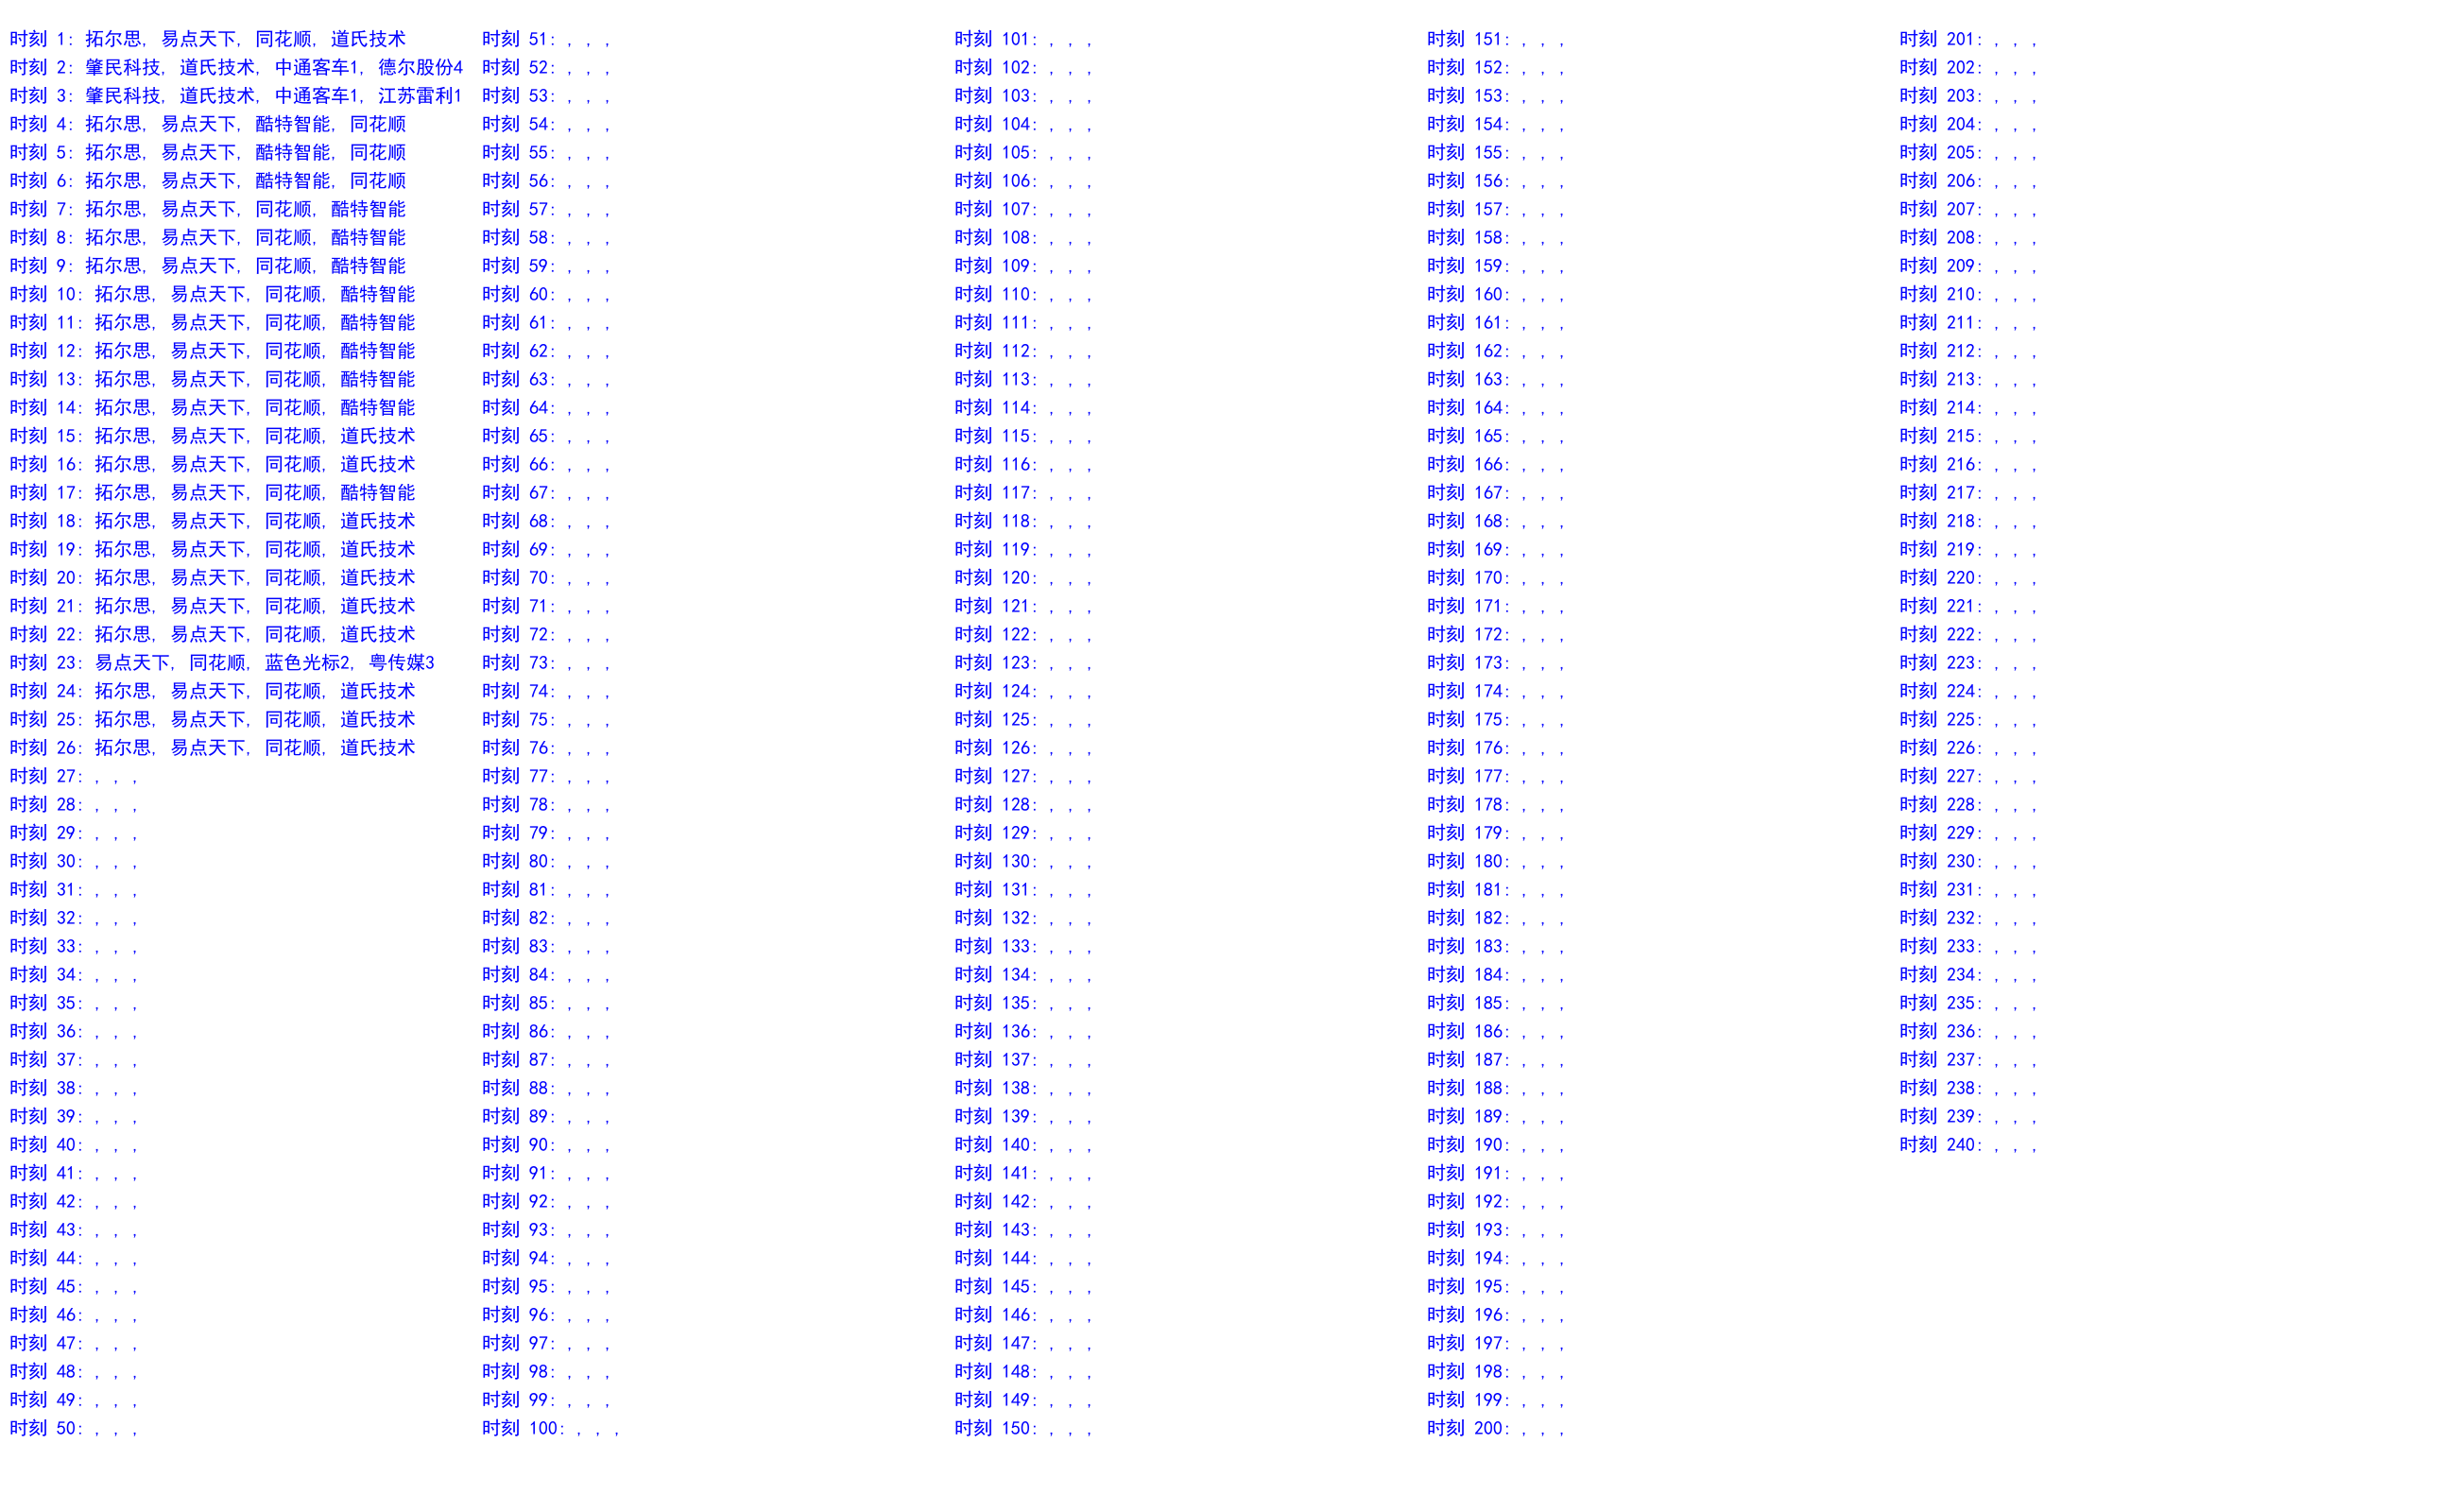 时刻 1: 拓尔思, 易点天下, 同花顺, 道氏技术
时刻 2: 肇民科技, 道氏技术, 中通客车1, 德尔股份4
时刻 3: 肇民科技, 道氏技术, 中通客车1, 江苏雷利1
时刻 4: 拓尔思, 易点天下, 酷特智能, 同花顺
时刻 5: 拓尔思, 易点天下, 酷特智能, 同花顺
时刻 6: 拓尔思, 易点天下, 酷特智能, 同花顺
时刻 7: 拓尔思, 易点天下, 同花顺, 酷特智能
时刻 8: 拓尔思, 易点天下, 同花顺, 酷特智能
时刻 9: 拓尔思, 易点天下, 同花顺, 酷特智能
时刻 10: 拓尔思, 易点天下, 同花顺, 酷特智能
时刻 11: 拓尔思, 易点天下, 同花顺, 酷特智能
时刻 12: 拓尔思, 易点天下, 同花顺, 酷特智能
时刻 13: 拓尔思, 易点天下, 同花顺, 酷特智能
时刻 14: 拓尔思, 易点天下, 同花顺, 酷特智能
时刻 15: 拓尔思, 易点天下, 同花顺, 道氏技术
时刻 16: 拓尔思, 易点天下, 同花顺, 道氏技术
时刻 17: 拓尔思, 易点天下, 同花顺, 酷特智能
时刻 18: 拓尔思, 易点天下, 同花顺, 道氏技术
时刻 19: 拓尔思, 易点天下, 同花顺, 道氏技术
时刻 20: 拓尔思, 易点天下, 同花顺, 道氏技术
时刻 21: 拓尔思, 易点天下, 同花顺, 道氏技术
时刻 22: 拓尔思, 易点天下, 同花顺, 道氏技术
时刻 23: 易点天下, 同花顺, 蓝色光标2, 粤传媒3
时刻 24: 拓尔思, 易点天下, 同花顺, 道氏技术
时刻 25: 拓尔思, 易点天下, 同花顺, 道氏技术
时刻 26: 拓尔思, 易点天下, 同花顺, 道氏技术
时刻 27: , , ,
时刻 28: , , ,
时刻 29: , , ,
时刻 30: , , ,
时刻 31: , , ,
时刻 32: , , ,
时刻 33: , , ,
时刻 34: , , ,
时刻 35: , , ,
时刻 36: , , ,
时刻 37: , , ,
时刻 38: , , ,
时刻 39: , , ,
时刻 40: , , ,
时刻 41: , , ,
时刻 42: , , ,
时刻 43: , , ,
时刻 44: , , ,
时刻 45: , , ,
时刻 46: , , ,
时刻 47: , , ,
时刻 48: , , ,
时刻 49: , , ,
时刻 50: , , ,
时刻 51: , , ,
时刻 52: , , ,
时刻 53: , , ,
时刻 54: , , ,
时刻 55: , , ,
时刻 56: , , ,
时刻 57: , , ,
时刻 58: , , ,
时刻 59: , , ,
时刻 60: , , ,
时刻 61: , , ,
时刻 62: , , ,
时刻 63: , , ,
时刻 64: , , ,
时刻 65: , , ,
时刻 66: , , ,
时刻 67: , , ,
时刻 68: , , ,
时刻 69: , , ,
时刻 70: , , ,
时刻 71: , , ,
时刻 72: , , ,
时刻 73: , , ,
时刻 74: , , ,
时刻 75: , , ,
时刻 76: , , ,
时刻 77: , , ,
时刻 78: , , ,
时刻 79: , , ,
时刻 80: , , ,
时刻 81: , , ,
时刻 82: , , ,
时刻 83: , , ,
时刻 84: , , ,
时刻 85: , , ,
时刻 86: , , ,
时刻 87: , , ,
时刻 88: , , ,
时刻 89: , , ,
时刻 90: , , ,
时刻 91: , , ,
时刻 92: , , ,
时刻 93: , , ,
时刻 94: , , ,
时刻 95: , , ,
时刻 96: , , ,
时刻 97: , , ,
时刻 98: , , ,
时刻 99: , , ,
时刻 100: , , ,
时刻 101: , , ,
时刻 102: , , ,
时刻 103: , , ,
时刻 104: , , ,
时刻 105: , , ,
时刻 106: , , ,
时刻 107: , , ,
时刻 108: , , ,
时刻 109: , , ,
时刻 110: , , ,
时刻 111: , , ,
时刻 112: , , ,
时刻 113: , , ,
时刻 114: , , ,
时刻 115: , , ,
时刻 116: , , ,
时刻 117: , , ,
时刻 118: , , ,
时刻 119: , , ,
时刻 120: , , ,
时刻 121: , , ,
时刻 122: , , ,
时刻 123: , , ,
时刻 124: , , ,
时刻 125: , , ,
时刻 126: , , ,
时刻 127: , , ,
时刻 128: , , ,
时刻 129: , , ,
时刻 130: , , ,
时刻 131: , , ,
时刻 132: , , ,
时刻 133: , , ,
时刻 134: , , ,
时刻 135: , , ,
时刻 136: , , ,
时刻 137: , , ,
时刻 138: , , ,
时刻 139: , , ,
时刻 140: , , ,
时刻 141: , , ,
时刻 142: , , ,
时刻 143: , , ,
时刻 144: , , ,
时刻 145: , , ,
时刻 146: , , ,
时刻 147: , , ,
时刻 148: , , ,
时刻 149: , , ,
时刻 150: , , ,
时刻 151: , , ,
时刻 152: , , ,
时刻 153: , , ,
时刻 154: , , ,
时刻 155: , , ,
时刻 156: , , ,
时刻 157: , , ,
时刻 158: , , ,
时刻 159: , , ,
时刻 160: , , ,
时刻 161: , , ,
时刻 162: , , ,
时刻 163: , , ,
时刻 164: , , ,
时刻 165: , , ,
时刻 166: , , ,
时刻 167: , , ,
时刻 168: , , ,
时刻 169: , , ,
时刻 170: , , ,
时刻 171: , , ,
时刻 172: , , ,
时刻 173: , , ,
时刻 174: , , ,
时刻 175: , , ,
时刻 176: , , ,
时刻 177: , , ,
时刻 178: , , ,
时刻 179: , , ,
时刻 180: , , ,
时刻 181: , , ,
时刻 182: , , ,
时刻 183: , , ,
时刻 184: , , ,
时刻 185: , , ,
时刻 186: , , ,
时刻 187: , , ,
时刻 188: , , ,
时刻 189: , , ,
时刻 190: , , ,
时刻 191: , , ,
时刻 192: , , ,
时刻 193: , , ,
时刻 194: , , ,
时刻 195: , , ,
时刻 196: , , ,
时刻 197: , , ,
时刻 198: , , ,
时刻 199: , , ,
时刻 200: , , ,
时刻 201: , , ,
时刻 202: , , ,
时刻 203: , , ,
时刻 204: , , ,
时刻 205: , , ,
时刻 206: , , ,
时刻 207: , , ,
时刻 208: , , ,
时刻 209: , , ,
时刻 210: , , ,
时刻 211: , , ,
时刻 212: , , ,
时刻 213: , , ,
时刻 214: , , ,
时刻 215: , , ,
时刻 216: , , ,
时刻 217: , , ,
时刻 218: , , ,
时刻 219: , , ,
时刻 220: , , ,
时刻 221: , , ,
时刻 222: , , ,
时刻 223: , , ,
时刻 224: , , ,
时刻 225: , , ,
时刻 226: , , ,
时刻 227: , , ,
时刻 228: , , ,
时刻 229: , , ,
时刻 230: , , ,
时刻 231: , , ,
时刻 232: , , ,
时刻 233: , , ,
时刻 234: , , ,
时刻 235: , , ,
时刻 236: , , ,
时刻 237: , , ,
时刻 238: , , ,
时刻 239: , , ,
时刻 240: , , ,